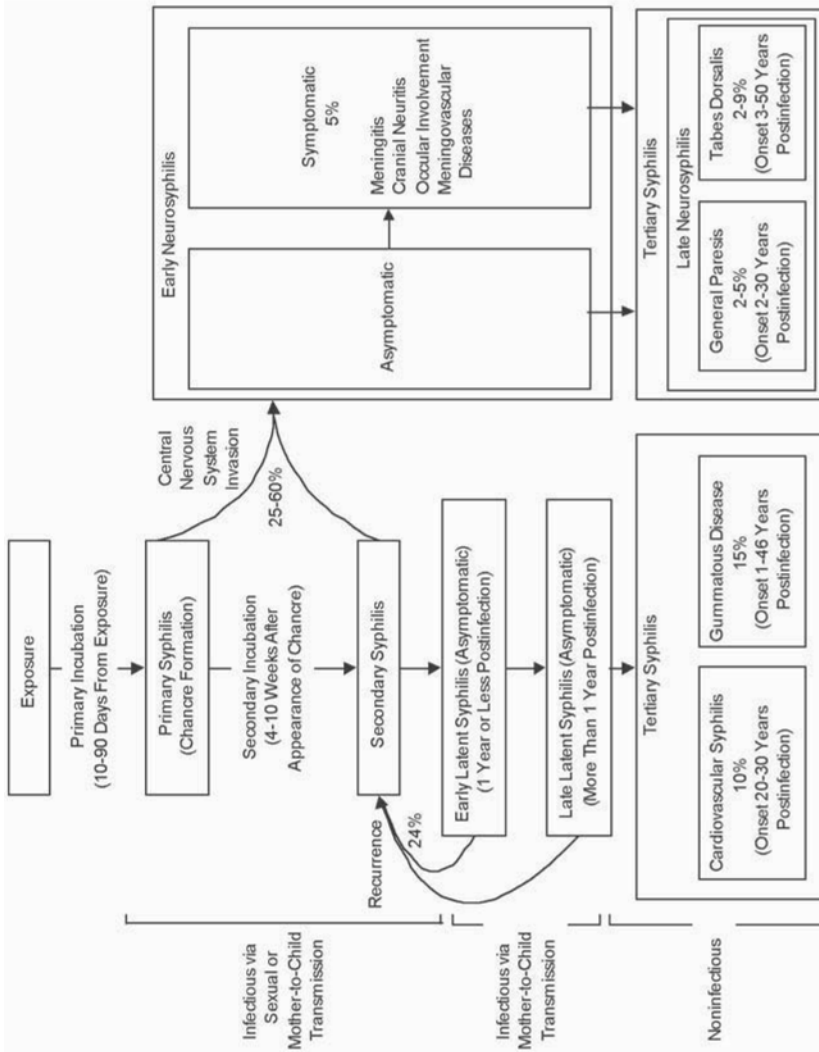 Exposure
Primary Incubation
(10-90 Days From Exposure)
Primary Syphilis
(Chancre Formation)
Secondary Incubation
(4-10 Weeks After
Appearance of Chancre)
Central
Nervous
System
Invasion
25-60%
Secondary Syphilis
Recurrence
24%
Early Latent Syphilis (Asymptomatic)
(1 Year or Less Postinfection)
Late Latent Syphilis (Asymptomatic)
(More Than 1 Year Postinfection)
Tertiary Syphilis
Cardiovascular Syphilis
10%
(Onset 20-30 Years
Postinfection)
Gummatous Disease
15%
(Onset 1-46 Years
Postinfection)
Early Neurosyphilis
Asymptomatic
Symptomatic
5%
Meningitis
Cranial Neuritis
Occular Involvement
Meningovascular
Diseases
Tertiary Syphilis
Late Neurosyphilis
General Paresis
2-5%
(Onset 2-30 Years
Postinfection)
Tabes Dorsalis
2-9%
(Onset 3-50 Years
Postinfection)
Infectious via
Sexual or
Mother-to-Child
Transmission
Infectious via
Mother-to-Child
Transmission
Noninfectious